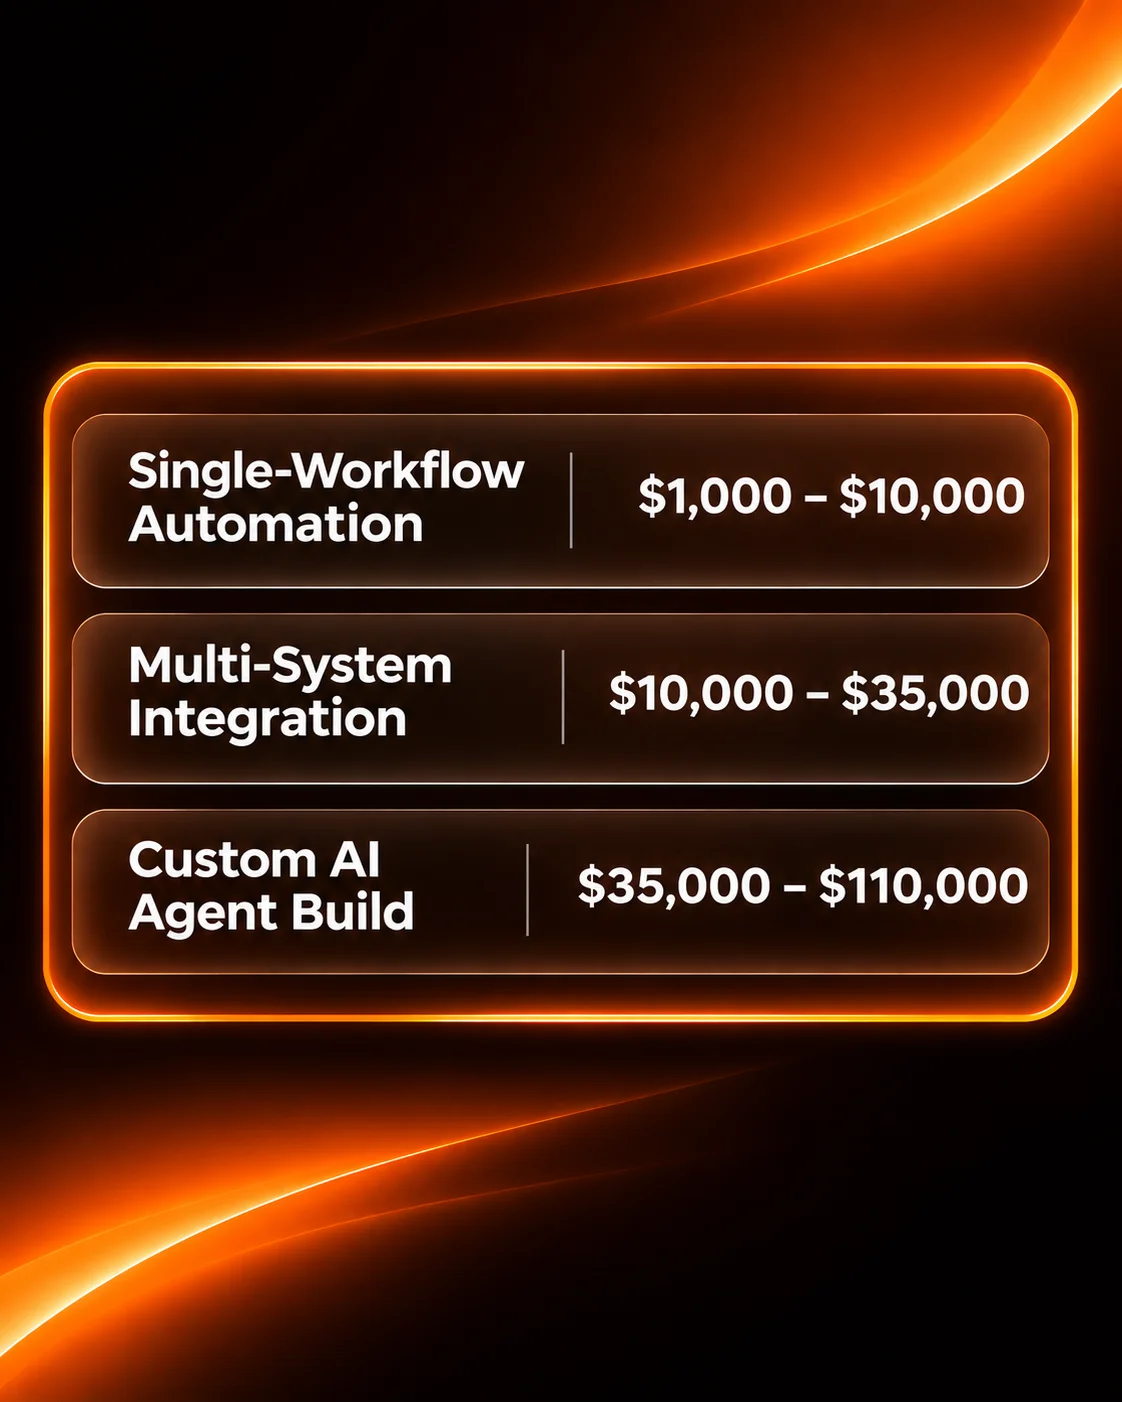 Single-Workflow
Automation
$1,000 – $10,000
Multi-System
Integration
$10,000 – $35,000
Custom AI
Agent Build
$35,000 – $110,000